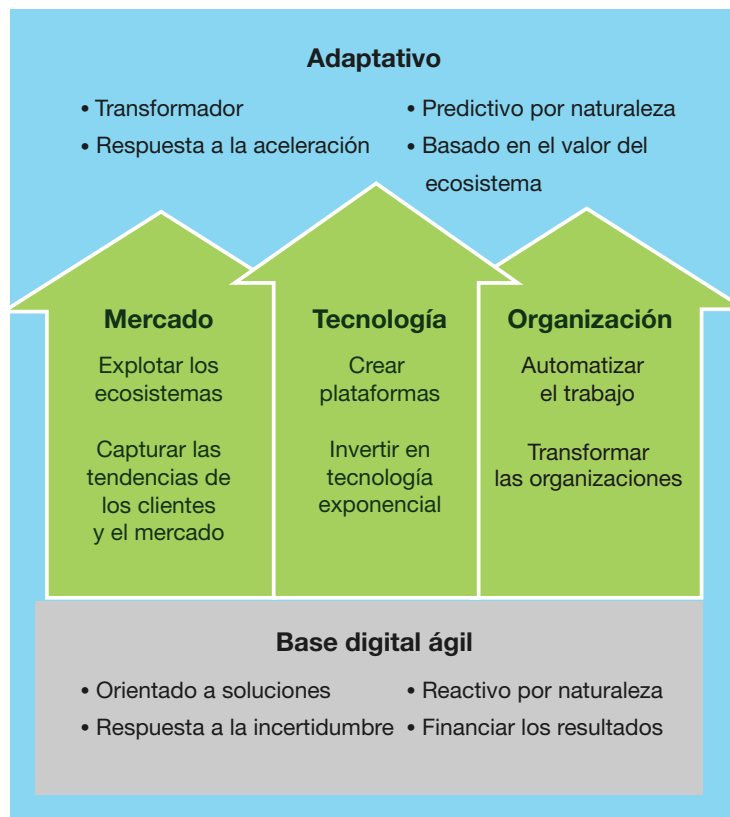 Adaptativo
• Transformador
• Respuesta a la aceleración
• Predictivo por naturaleza
• Basado en el valor del
ecosistema
Mercado
Explotar los
ecosistemas
Capturar las
tendencias de
los clientes
y el mercado
Tecnología
Crear
plataformas
Invertir en
tecnología
exponencial
Organización
Automatizar
el trabajo
Transformar
las organizaciones
Base digital ágil
• Orientado a soluciones
• Respuesta a la incertidumbre
• Reactivo por naturaleza
• Financiar los resultados